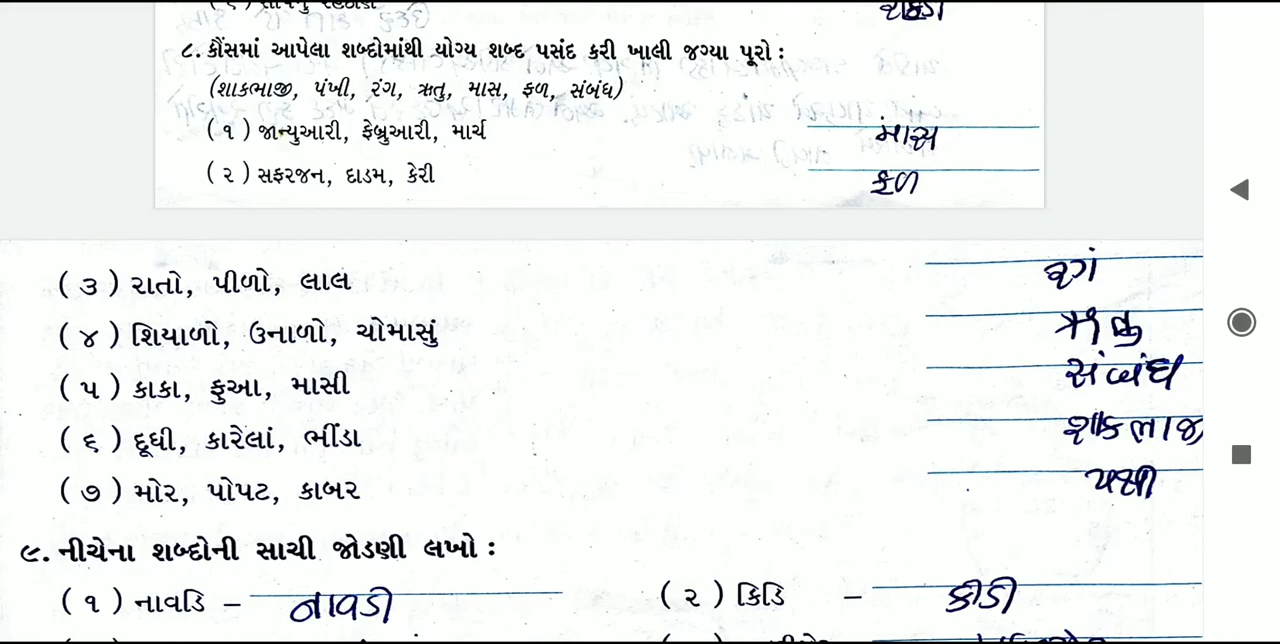 ૮. કૌંસમાં આપેલા શબ્દોમાંથી યોગ્ય શબ્દ પસંદ કરી ખાલી જગ્યા પૂરો :
(શાકભાજી, પંખી, રંગ, ઋતુ, માસ, ફળ, સંબંધ)
(૧) જાન્યુઆરી, ફેબ્રુઆરી, માર્ચ માસ
(૨) સફરજન, દાડમ, કેરી ફળ
(૩) રાતો, પીળો, લાલ રંગ
(૪) શિયાળો, ઉનાળો, ચોમાસું ઋતુ
(૫) કાકા, ફુઆ, માસી સંબંધ
(૬) દૂધી, કારેલાં, ભીંડા
(૭) મોર, પોપટ, કાબર પક્ષી
૯. નીચેના શબ્દોની સાચી જોડણી લખો :
(૧) નાવડિ – નાવડી (૨) કિડિ – કીડી